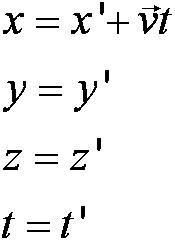 x = x' + v⃗t
y = y'
z = z'
t = t'